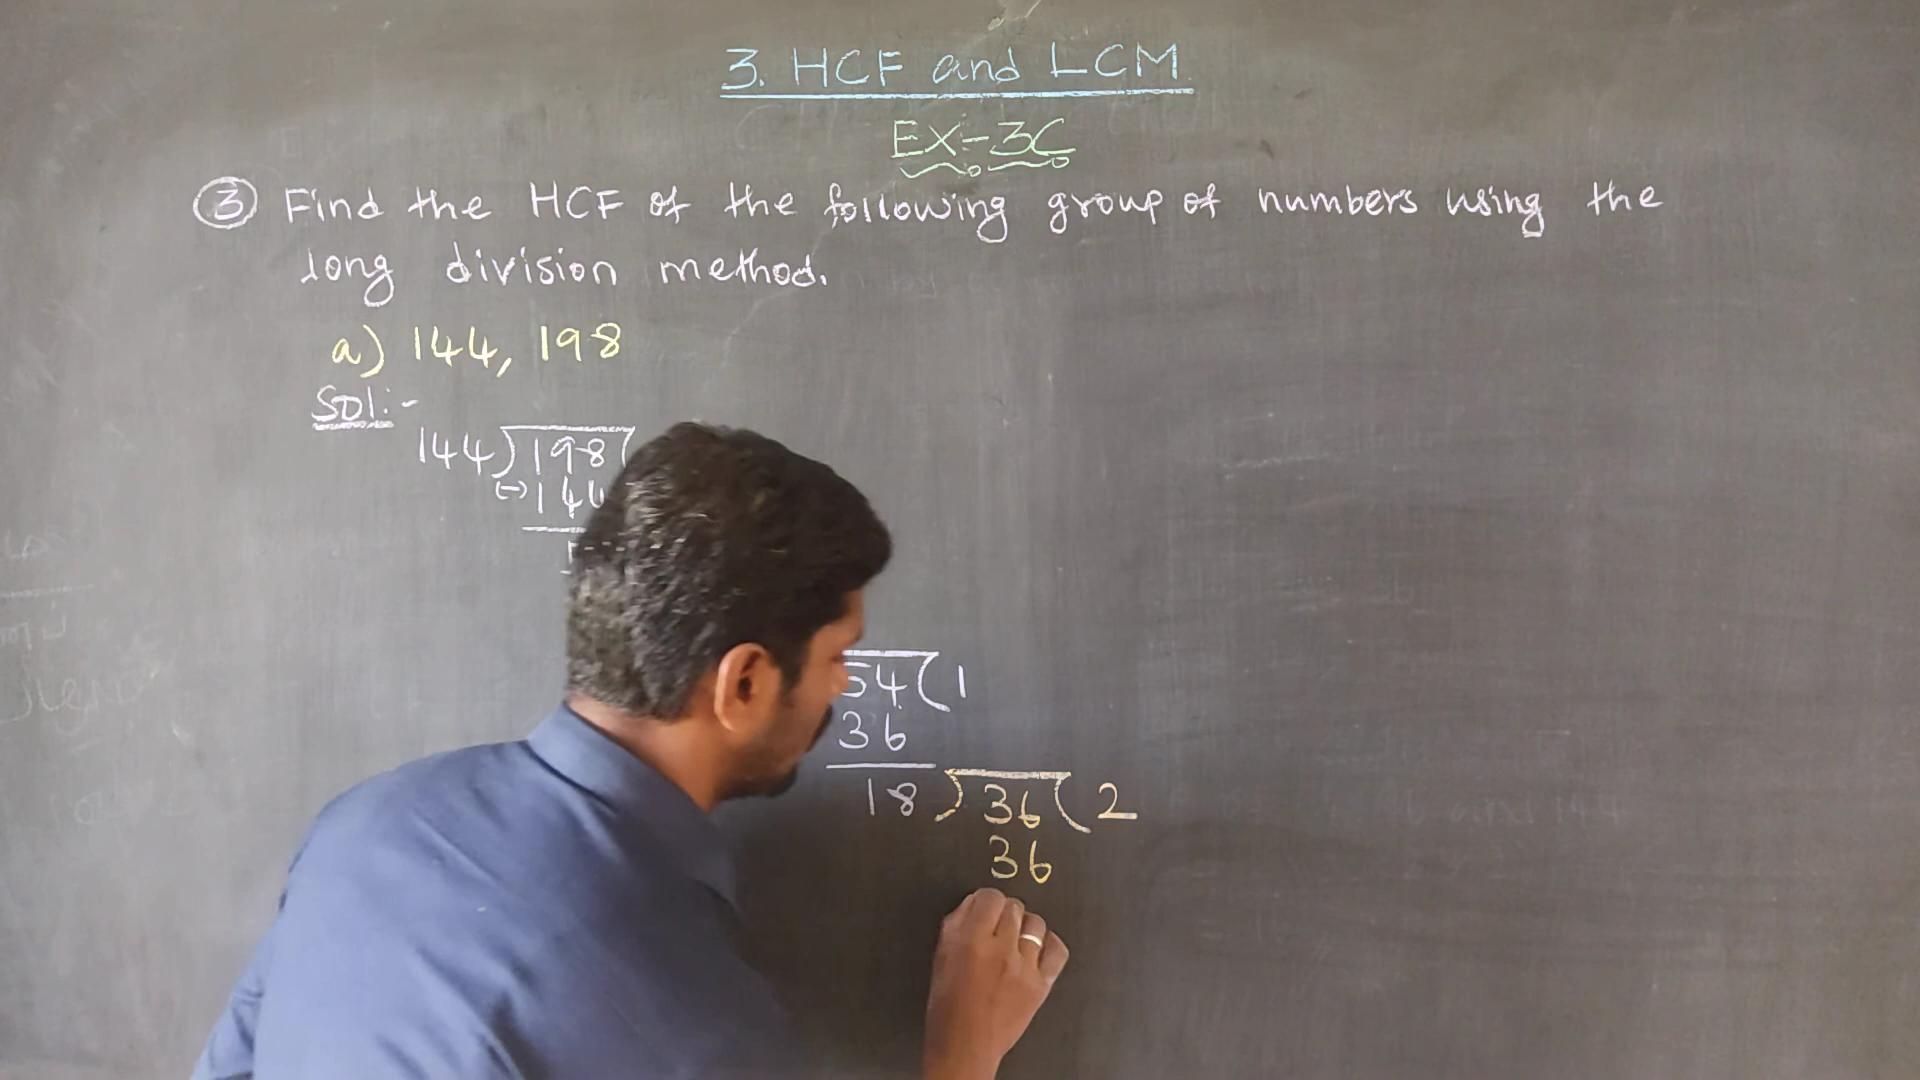 3. HCF and LCM
EX-3C
3 Find the HCF of the following group of numbers using the
long division method.
a) 144, 198
Sol:-
144)198(
(-)144
54(1
36
18)36(2
36